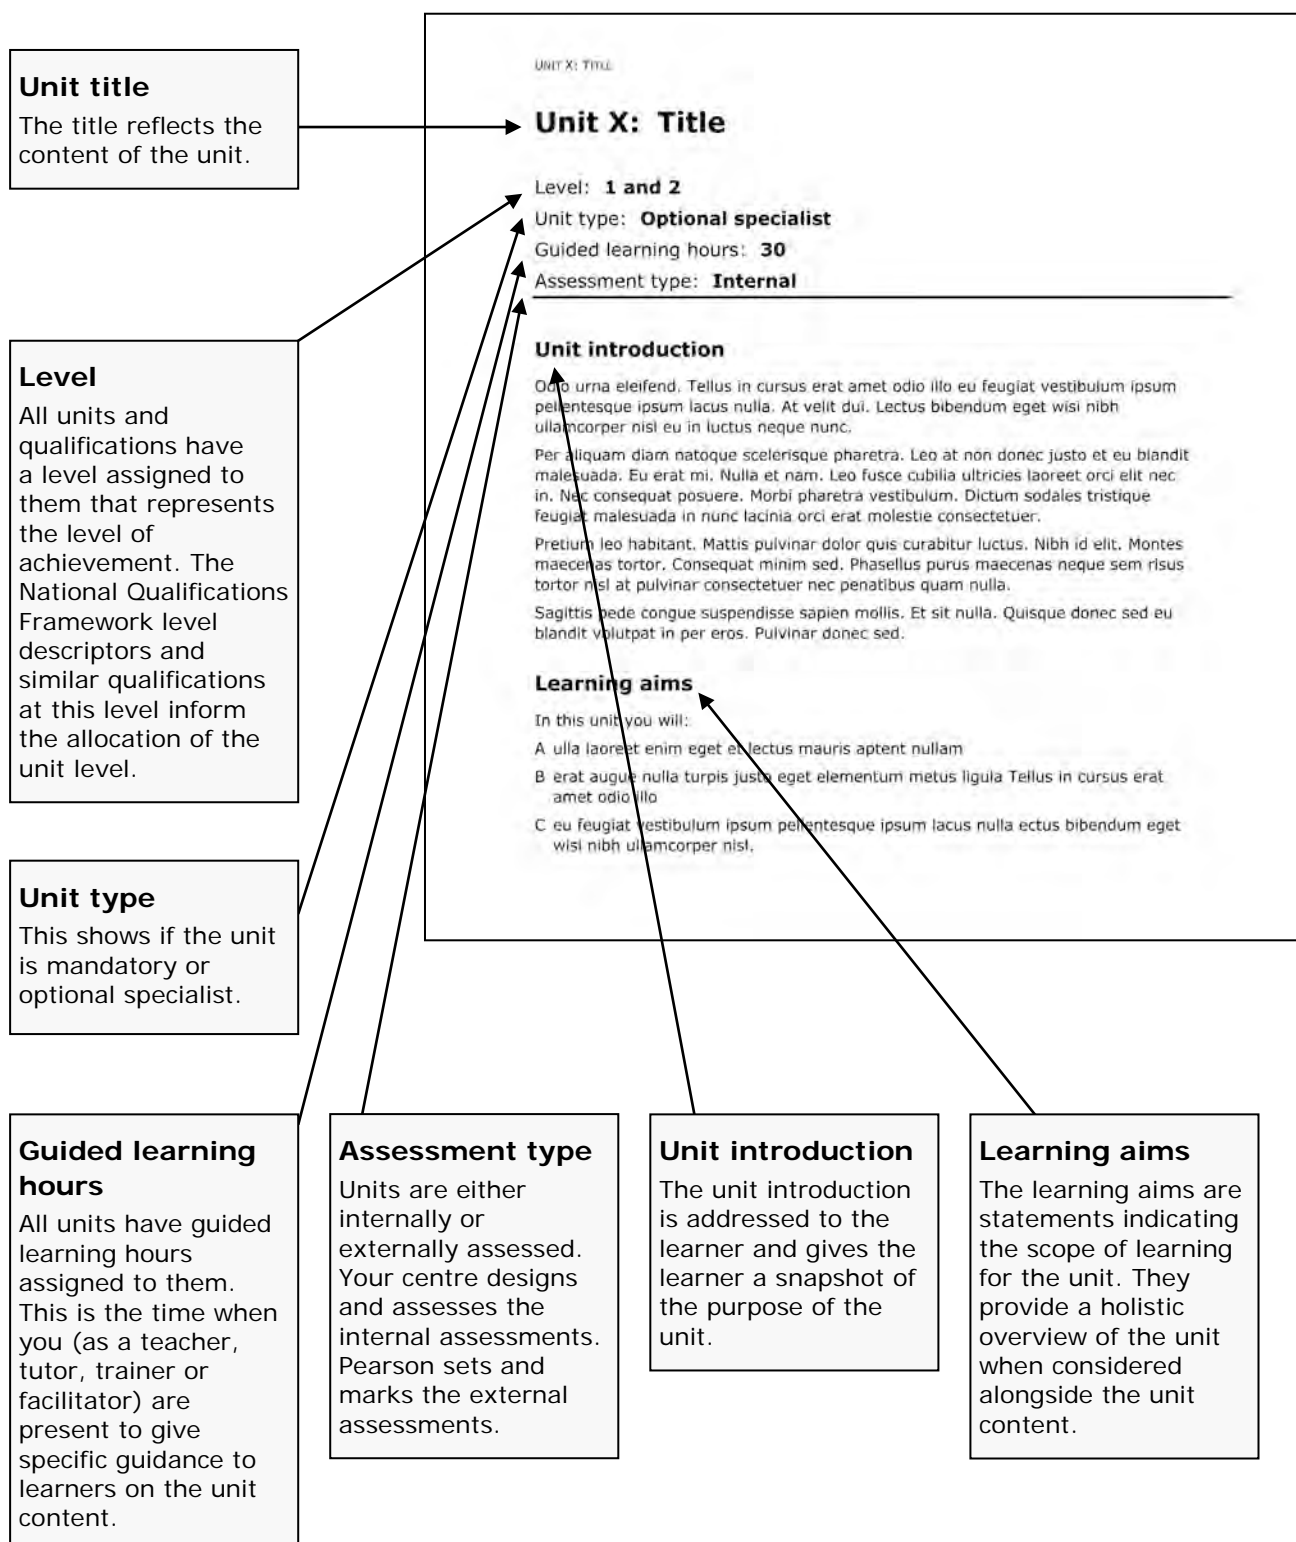 Unit title
The title reflects the
content of the unit.
Level
All units and
qualifications have
a level assigned to
them that represents
the level of
achievement. The
National Qualifications
Framework level
descriptors and
similar qualifications
at this level inform
the allocation of the
unit level.
Unit type
This shows if the unit
is mandatory or
optional specialist.
Guided learning
hours
All units have guided
learning hours
assigned to them.
This is the time when
you (as a teacher,
tutor, trainer or
facilitator) are
present to give
specific guidance to
learners on the unit
content.
UNIT X: TITLE
Unit X: Title
Level: 1 and 2
Unit type: Optional specialist
Guided learning hours: 30
Assessment type: Internal
Unit introduction
Odio urna eleifend. Tellus in cursus erat amet odio illo eu feugiat vestibulum ipsum
pellentesque ipsum lacus nulla. At velit dui. Lectus bibendum eget wisi nibh
ullamcorper nisl eu in luctus neque nunc.
Per aliquam diam natoque scelerisque pharetra. Leo at non donec justo et eu blandit
malesuada. Eu erat mi. Nulla et nam. Leo fusce cubilia ultricies laoreet orci elit nec
in. Nec consequat posuere. Morbi pharetra vestibulum. Dictum sodales tristique
feugiat malesuada in nunc lacinia orci erat molestie consectetuer.
Pretium leo habitant. Mattis pulvinar dolor quis curabitur luctus. Nibh id elit. Montes
maecenas tortor. Consequat minim sed. Phasellus purus maecenas neque sem risus
tortor nisl at pulvinar consectetuer nec penatibus quam nulla.
Sagittis pede congue suspendisse sapien mollis. Et sit nulla. Quisque donec sed eu
blandit volutpat in per eros. Pulvinar donec sed.
Learning aims
In this unit you will:
A ulla laoreet enim eget et lectus mauris aptent nullam
B erat augue nulla turpis justo eget elementum metus ligula Tellus in cursus erat
amet odio illo
C eu feugiat vestibulum ipsum pellentesque ipsum lacus nulla ectus bibendum eget
wisi nibh ullamcorper nisl.
Assessment type
Units are either
internally or
externally assessed.
Your centre designs
and assesses the
internal assessments.
Pearson sets and
marks the external
assessments.
Unit introduction
The unit introduction
is addressed to the
learner and gives the
learner a snapshot of
the purpose of the
unit.
Learning aims
The learning aims are
statements indicating
the scope of learning
for the unit. They
provide a holistic
overview of the unit
when considered
alongside the unit
content.